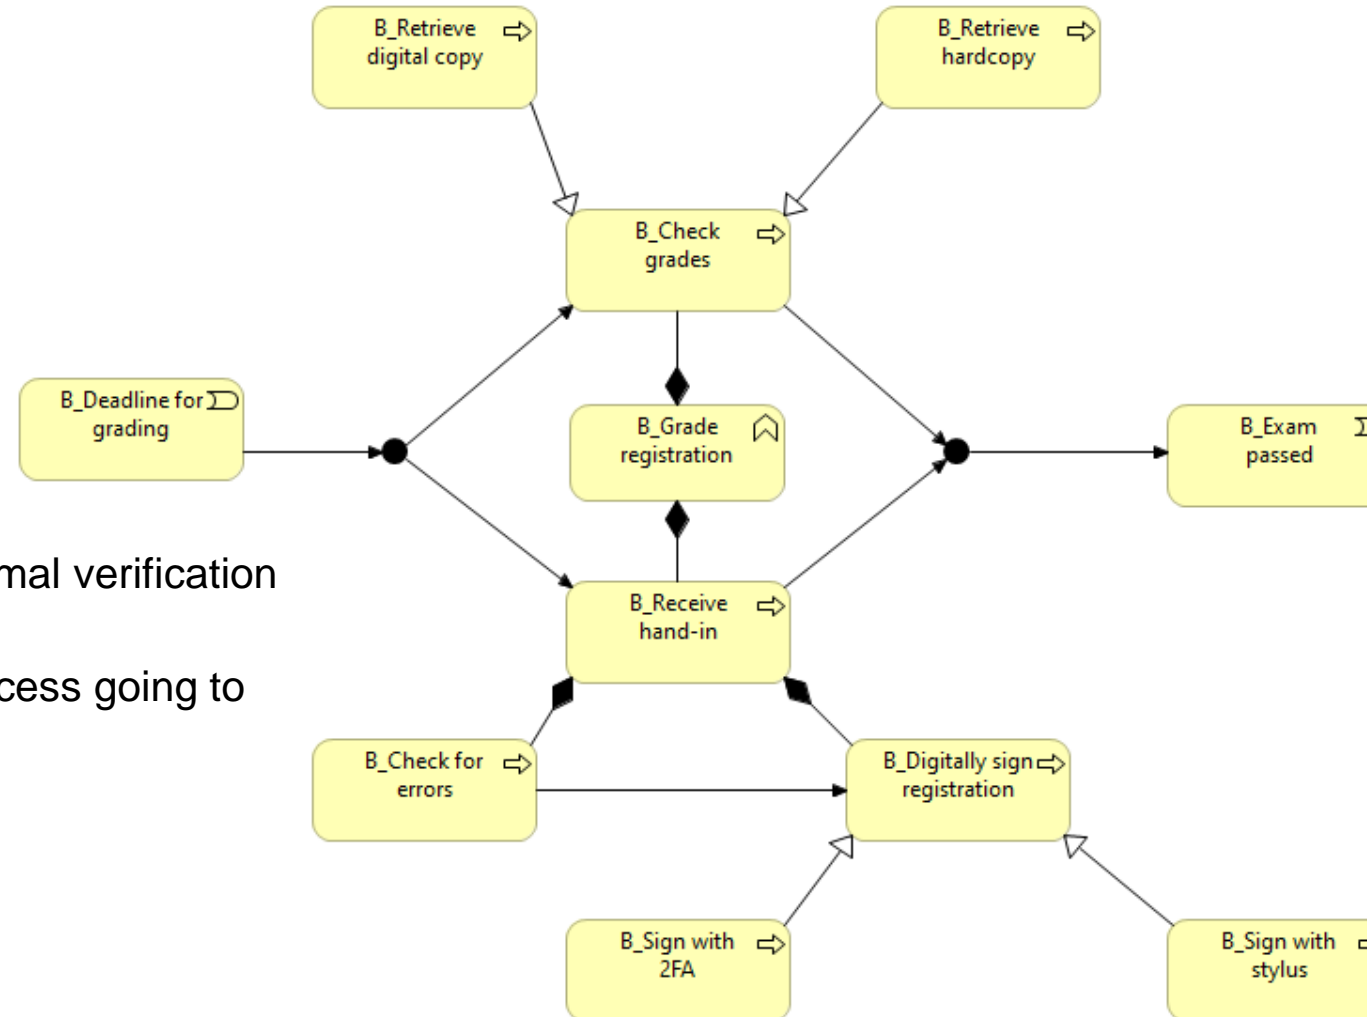 B_Retrieve
digital copy
B_Retrieve
hardcopy
B_Check
grades
B_Deadline for
grading
B_Grade
registration
B_Exam
passed
mal verification
B_Receive
hand-in
cess going to
B_Check for
errors
B_Digitally sign
registration
B_Sign with
2FA
B_Sign with
stylus